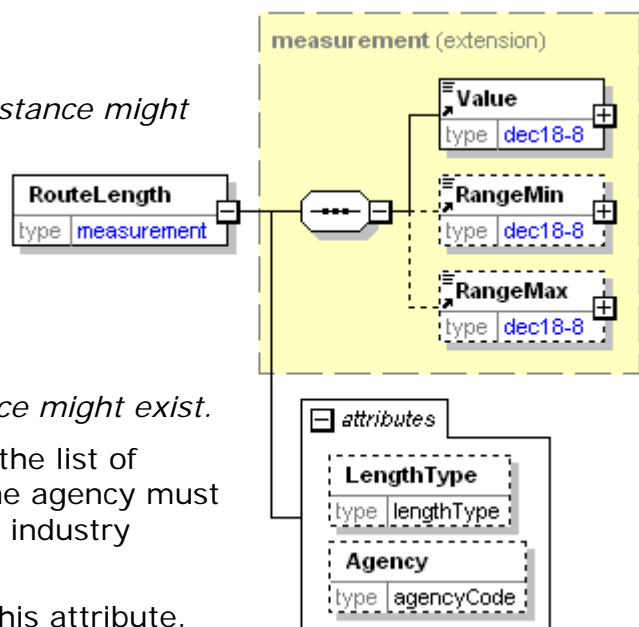 measurement (extension)
stance might
Value
type dec18-8
RouteLength
type measurement
RangeMin
type dec18-8
RangeMax
type dec18-8
ce might exist.
attributes
the list of
ne agency must
industry
LengthType
type lengthType
Agency
type agencyCode
his attribute.